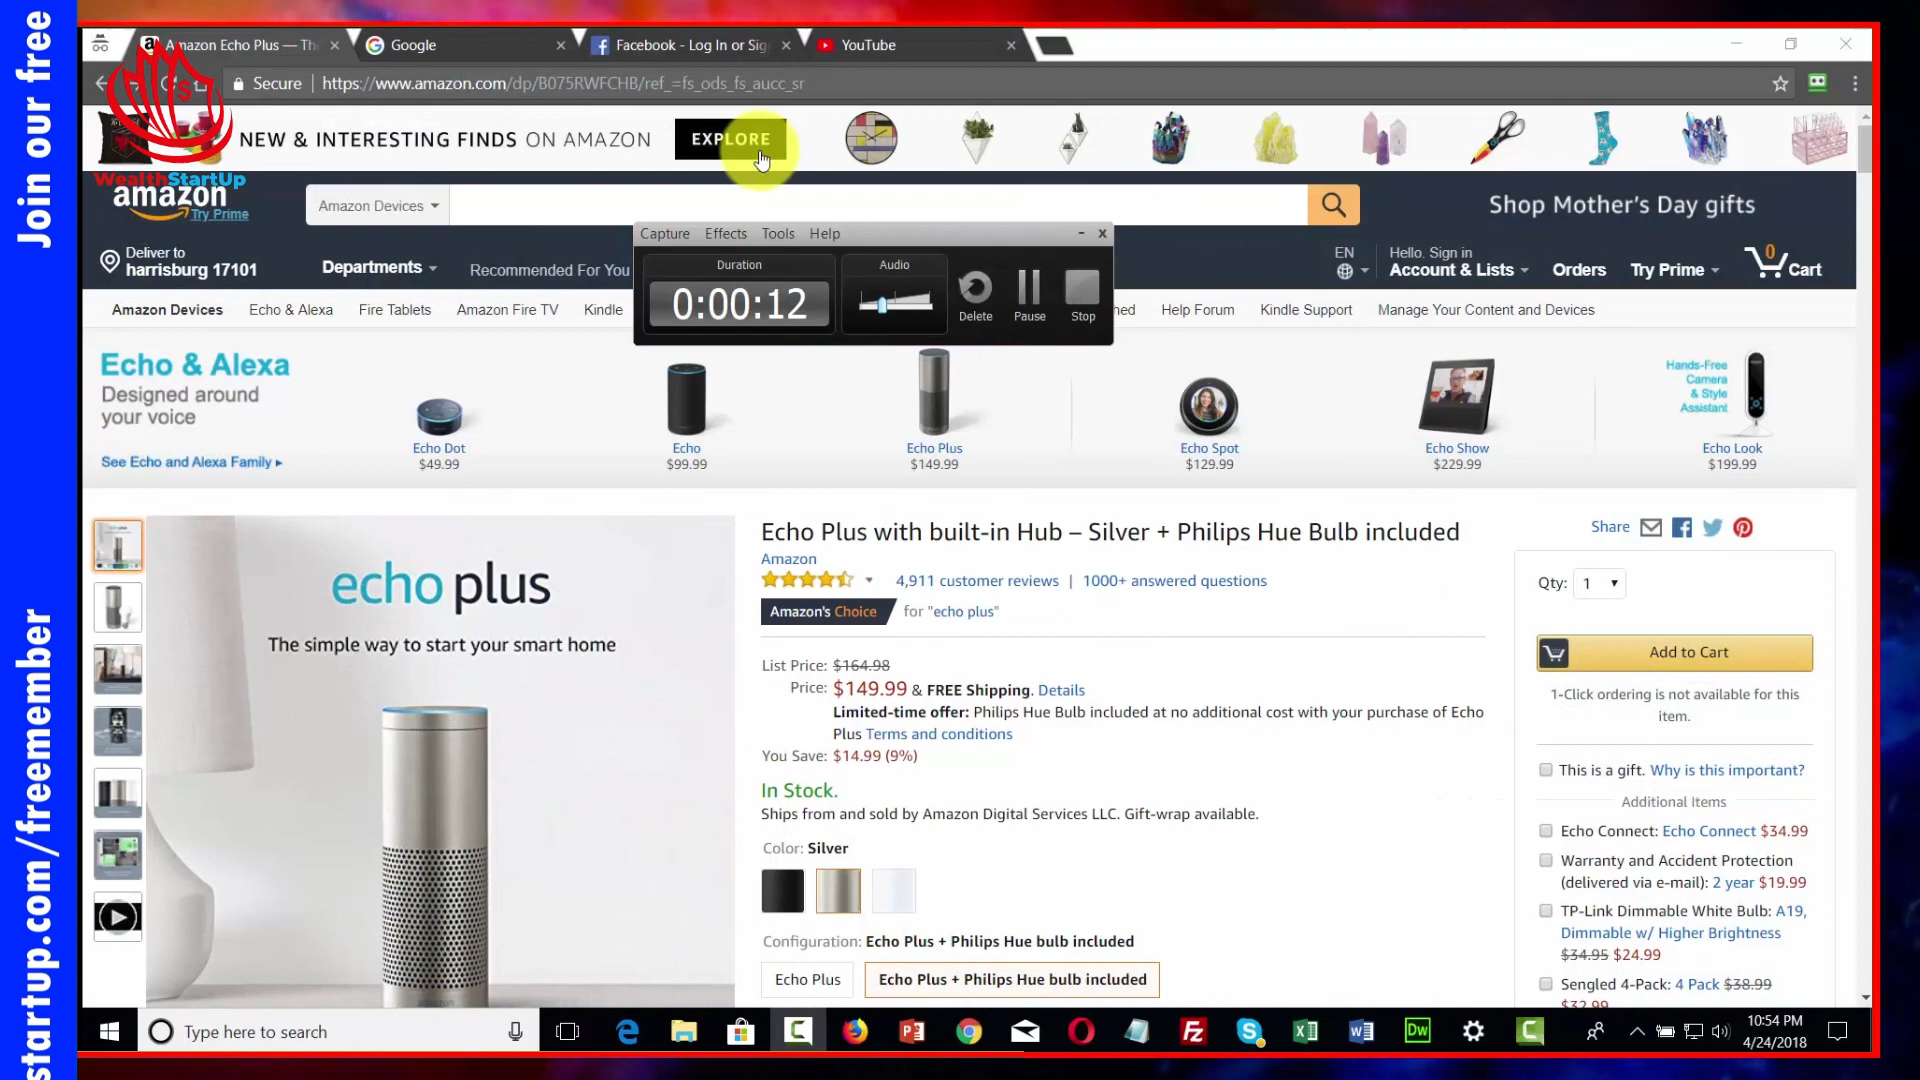 Join our free
startup.com/freemember
Amazon Echo Plus — Th
Google
Facebook - Log In or Sig
YouTube
Secure
https://www.amazon.com/dp/B075RWFCHB/ref_=fs_ods_fs_aucc_sr
NEW & INTERESTING FINDS ON AMAZON
EXPLORE
WealthStartUp
amazon
Try Prime
Amazon Devices
Shop Mother's Day gifts
Capture Effects Tools Help
Duration
0:00:12
Audio
Delete
Pause
Stop
Deliver to
harrisburg 17101
Departments
Recommended For You
EN
Hello. Sign in
Account & Lists
Orders
Try Prime
0
Cart
Amazon Devices
Echo & Alexa
Fire Tablets
Amazon Fire TV
Kindle
Help Forum
Kindle Support
Manage Your Content and Devices
Echo & Alexa
Designed around
your voice
See Echo and Alexa Family
Echo Dot
$49.99
Echo
$99.99
Echo Plus
$149.99
Echo Spot
$129.99
Echo Show
$229.99
Hands-Free
Camera
& Style
Assistant
Echo Look
$199.99
echo plus
The simple way to start your smart home
amazon
Echo Plus with built-in Hub – Silver + Philips Hue Bulb included
Amazon
4,911 customer reviews | 1000+ answered questions
Amazon's Choice for "echo plus"
List Price: $164.98
Price: $149.99 & FREE Shipping. Details
Limited-time offer: Philips Hue Bulb included at no additional cost with your purchase of Echo
Plus Terms and conditions
You Save: $14.99 (9%)
In Stock.
Ships from and sold by Amazon Digital Services LLC. Gift-wrap available.
Color: Silver
Configuration: Echo Plus + Philips Hue bulb included
Echo Plus
Echo Plus + Philips Hue bulb included
Share
Qty: 1
Add to Cart
1-Click ordering is not available for this
item.
This is a gift. Why is this important?
Additional Items
Echo Connect: Echo Connect $34.99
Warranty and Accident Protection
(delivered via e-mail): 2 year $19.99
TP-Link Dimmable White Bulb: A19,
Dimmable w/ Higher Brightness
$34.95 $24.99
Sengled 4-Pack: 4 Pack $38.99
$32.99
Type here to search
10:54 PM
4/24/2018